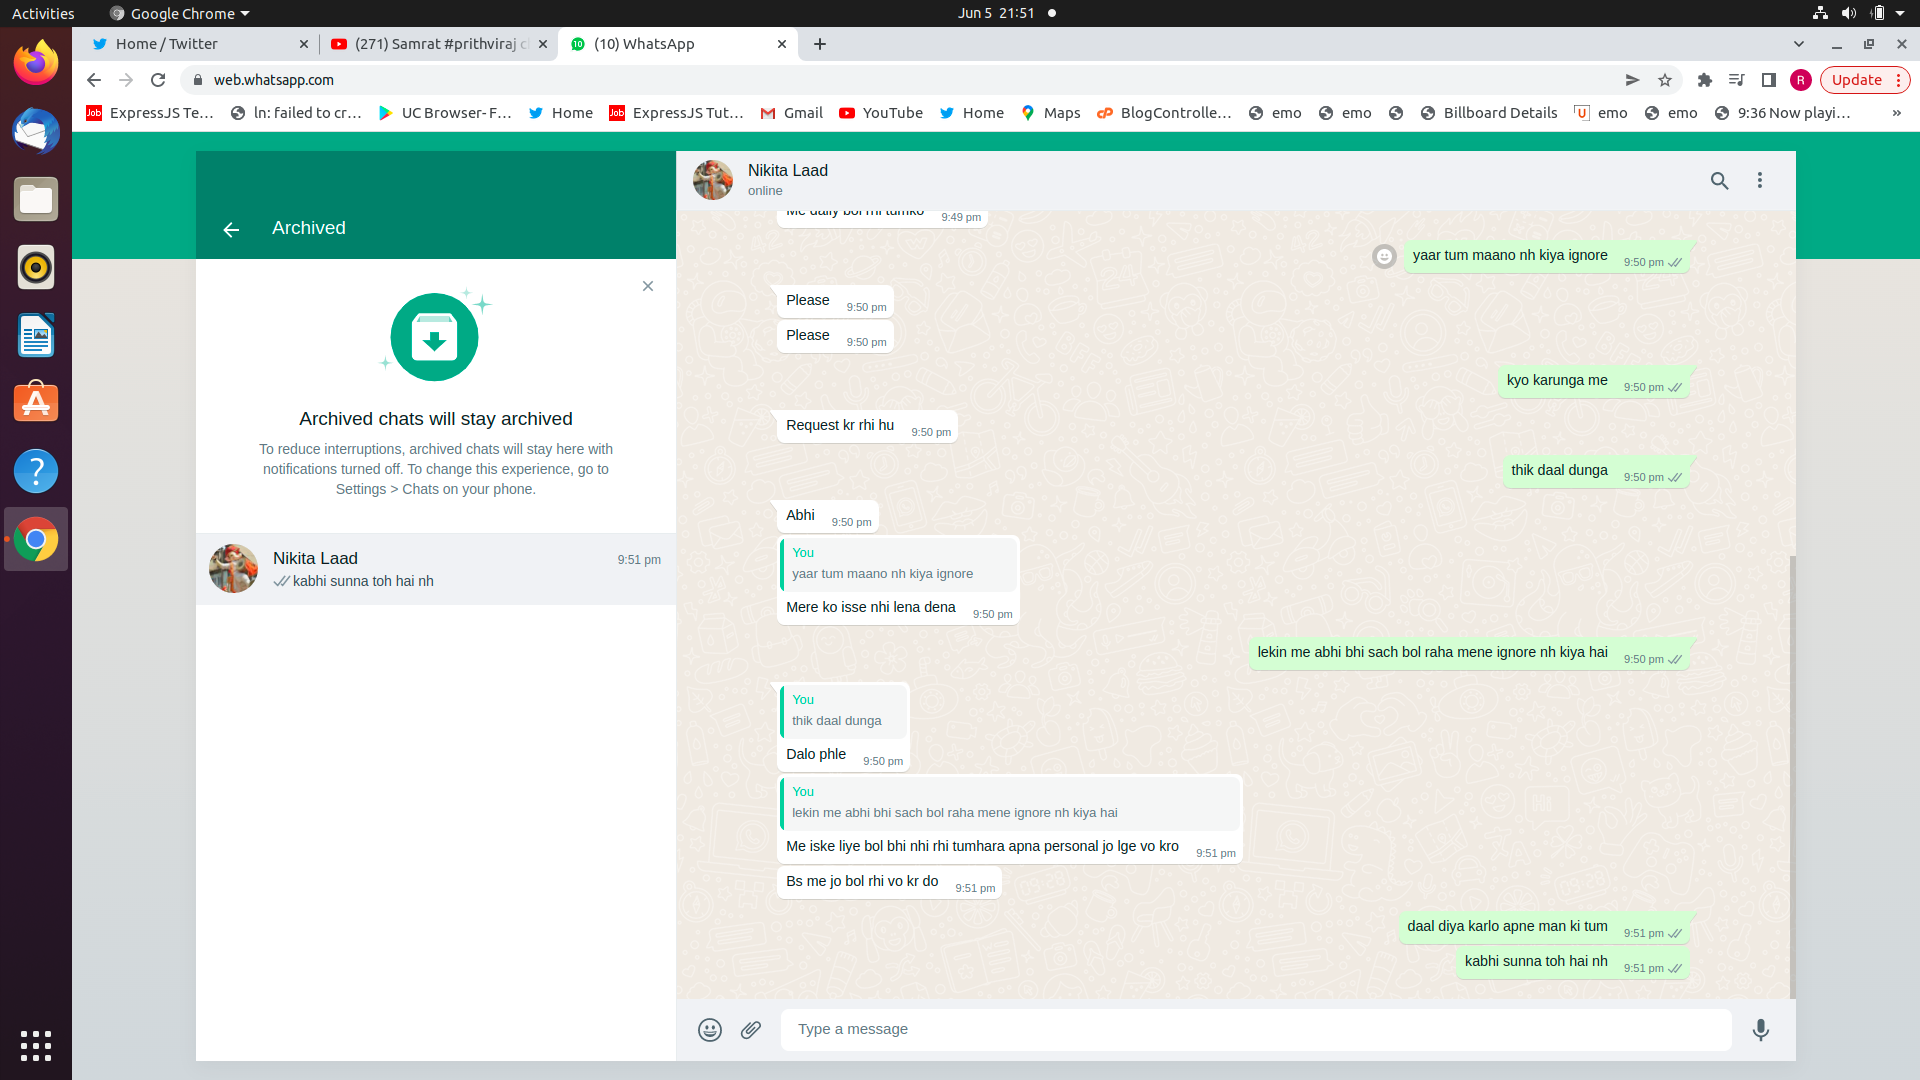 Activities
Google Chrome
Jun 5 21:51
Home / Twitter
(271) Samrat #prithviraj
(10) WhatsApp
web.whatsapp.com
R
Update
Job ExpressJS Te…
ln: failed to cr…
UC Browser- F…
Home
Job ExpressJS Tut…
Gmail
YouTube
Home
Maps
BlogControlle…
emo
emo
Billboard Details
U emo
emo
9:36 Now playi…
»
Archived
Archived chats will stay archived
To reduce interruptions, archived chats will stay here with
notifications turned off. To change this experience, go to
Settings > Chats on your phone.
Nikita Laad
9:51 pm
kabhi sunna toh hai nh
Nikita Laad
online
Me daily bol rhi tumko 9:49 pm
yaar tum maano nh kiya ignore 9:50 pm
Please 9:50 pm
Please 9:50 pm
kyo karunga me 9:50 pm
Request kr rhi hu 9:50 pm
thik daal dunga 9:50 pm
Abhi 9:50 pm
You
yaar tum maano nh kiya ignore
Mere ko isse nhi lena dena 9:50 pm
lekin me abhi bhi sach bol raha mene ignore nh kiya hai 9:50 pm
You
thik daal dunga
Dalo phle 9:50 pm
You
lekin me abhi bhi sach bol raha mene ignore nh kiya hai
Me iske liye bol bhi nhi rhi tumhara apna personal jo lge vo kro 9:51 pm
Bs me jo bol rhi vo kr do 9:51 pm
daal diya karlo apne man ki tum 9:51 pm
kabhi sunna toh hai nh 9:51 pm
Type a message